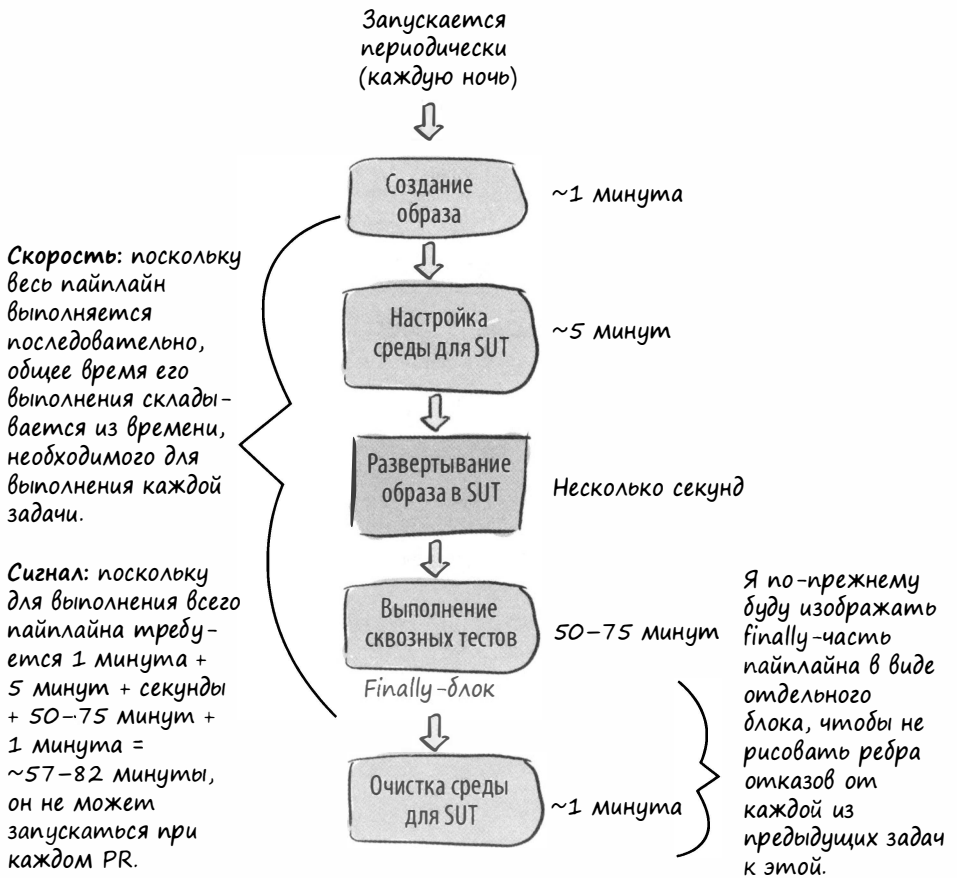 Запускается
периодически
(каждую ночь)
Создание
образа
~1 минута
Скорость: поскольку
весь пайплайн
выполняется
последовательно,
общее время его
выполнения склады-
вается из времени,
необходимого для
выполнения каждой
задачи.
Настройка
среды для SUT
~5 минут
Развертывание
образа в SUT
Несколько секунд
Сигнал: поскольку
для выполнения всего
пайплайна требу-
ется 1 минута +
5 минут + секунды
+ 50–75 минут +
1 минута =
~57–82 минуты,
он не может
запускаться при
каждом PR.
Выполнение
сквозных тестов
50–75 минут
Finally-блок
Очистка среды
для SUT
~1 минута
Я по-прежнему
буду изображать
finally-часть
пайплайна в виде
отдельного
блока, чтобы не
рисовать ребра
отказов от
каждой из
предыдущих задач
к этой.